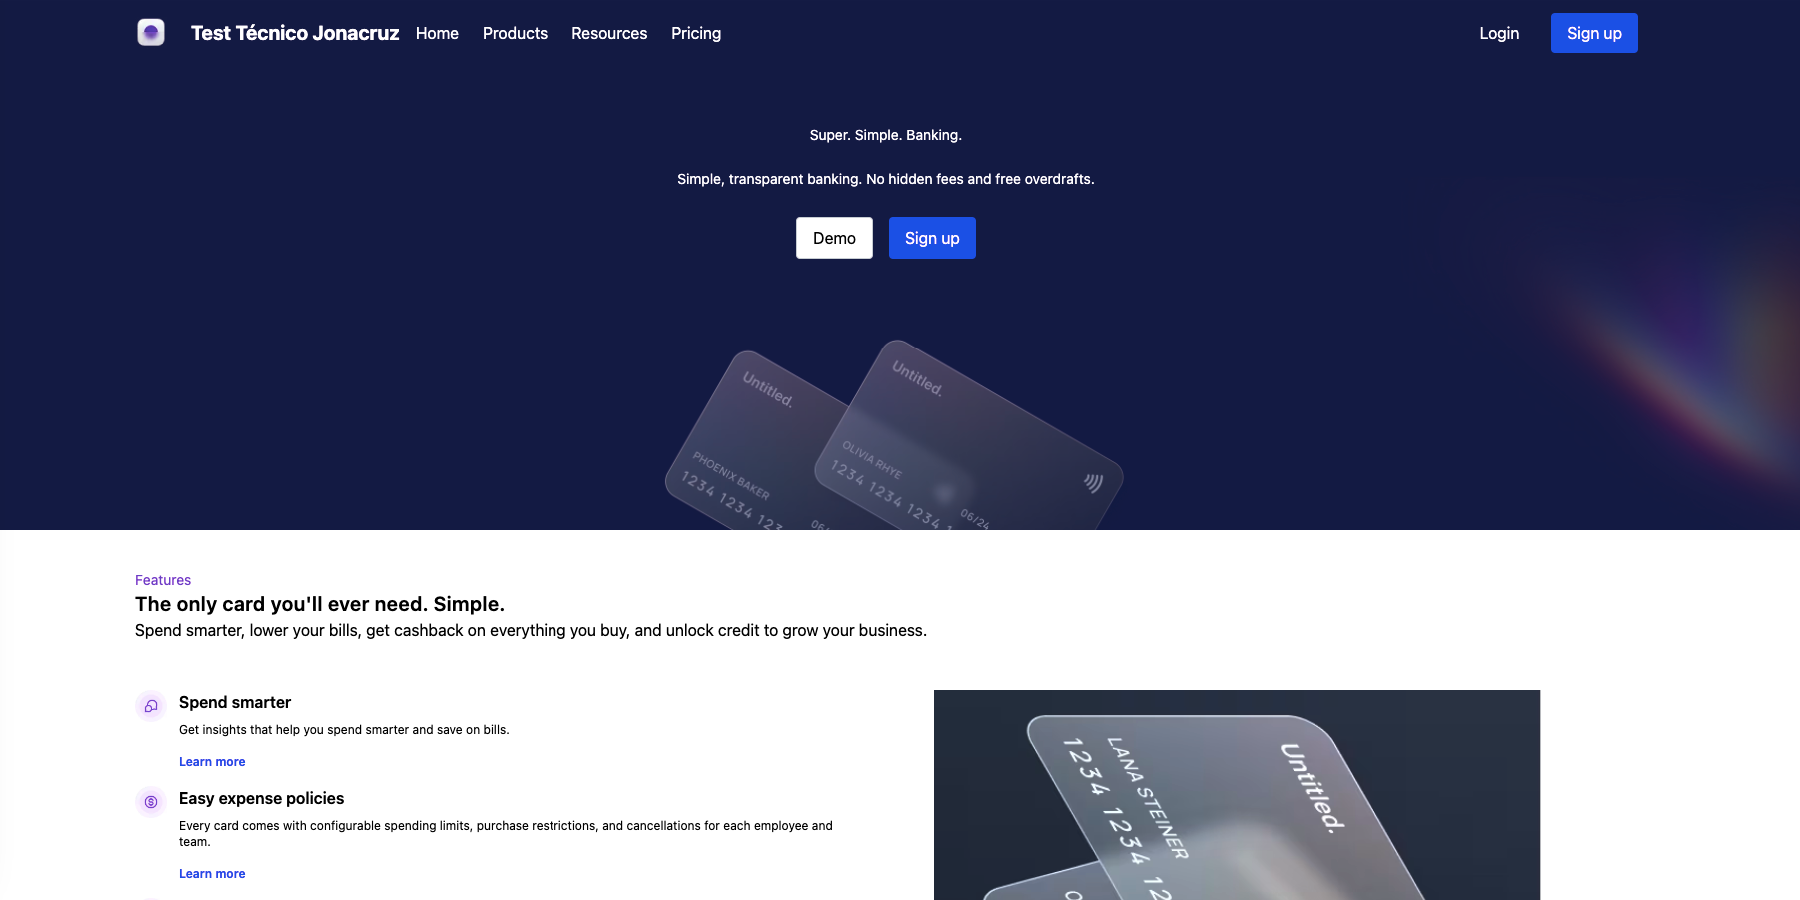 Test Técnico Jonacruz
Home
Products
Resources
Pricing
Login
Sign up
Super. Simple. Banking.
Simple, transparent banking. No hidden fees and free overdrafts.
Demo
Sign up
Untitled.
PHOENIX BAKER
1234 1234 123
06/
Untitled.
OLIVIA RHYE
1234 1234 1234 1
06/24
Features
The only card you'll ever need. Simple.
Spend smarter, lower your bills, get cashback on everything you buy, and unlock credit to grow your business.
Spend smarter
Get insights that help you spend smarter and save on bills.
Learn more
Easy expense policies
Every card comes with configurable spending limits, purchase restrictions, and cancellations for each employee and
team.
Learn more
Untitled.
LANA STEINER
1234 1234 12